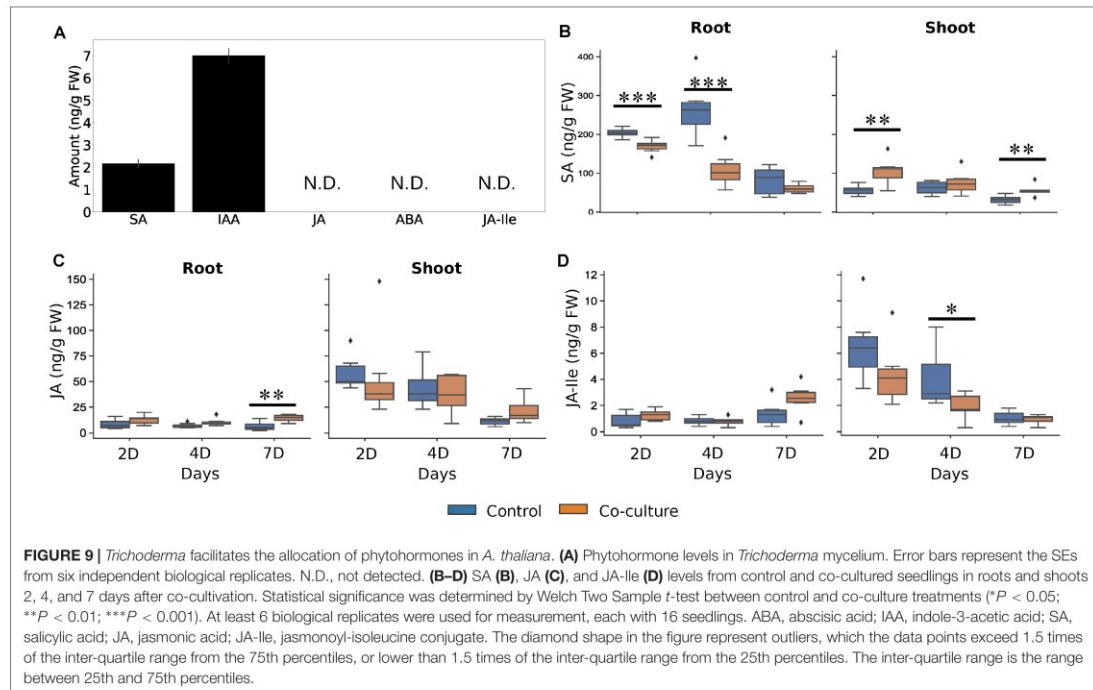 A
Amount (ng/g FW)
7
6
5
4
3
2
1
0
N.D. N.D. N.D.
SA IAA JA ABA JA-Ile
B
Root Shoot
SA (ng/g FW)
400
300
200
100
0
*** *** ** **
C
Root Shoot
JA (ng/g FW)
150
125
100
75
50
25
0
**
2D 4D 7D 2D 4D 7D
Days Days
D
JA-Ile (ng/g FW)
12
10
8
6
4
2
0
*
2D 4D 7D 2D 4D 7D
Days Days
Control Co-culture
FIGURE 9 | Trichoderma facilitates the allocation of phytohormones in A. thaliana. (A) Phytohormone levels in Trichoderma mycelium. Error bars represent the SEs
from six independent biological replicates. N.D., not detected. (B–D) SA (B), JA (C), and JA-Ile (D) levels from control and co-cultured seedlings in roots and shoots
2, 4, and 7 days after co-cultivation. Statistical significance was determined by Welch Two Sample t-test between control and co-culture treatments (*P < 0.05;
**P < 0.01; ***P < 0.001). At least 6 biological replicates were used for measurement, each with 16 seedlings. ABA, abscisic acid; IAA, indole-3-acetic acid; SA,
salicylic acid; JA, jasmonic acid; JA-Ile, jasmonoyl-isoleucine conjugate. The diamond shape in the figure represent outliers, which the data points exceed 1.5 times
of the inter-quartile range from the 75th percentiles, or lower than 1.5 times of the inter-quartile range from the 25th percentiles. The inter-quartile range is the range
between 25th and 75th percentiles.